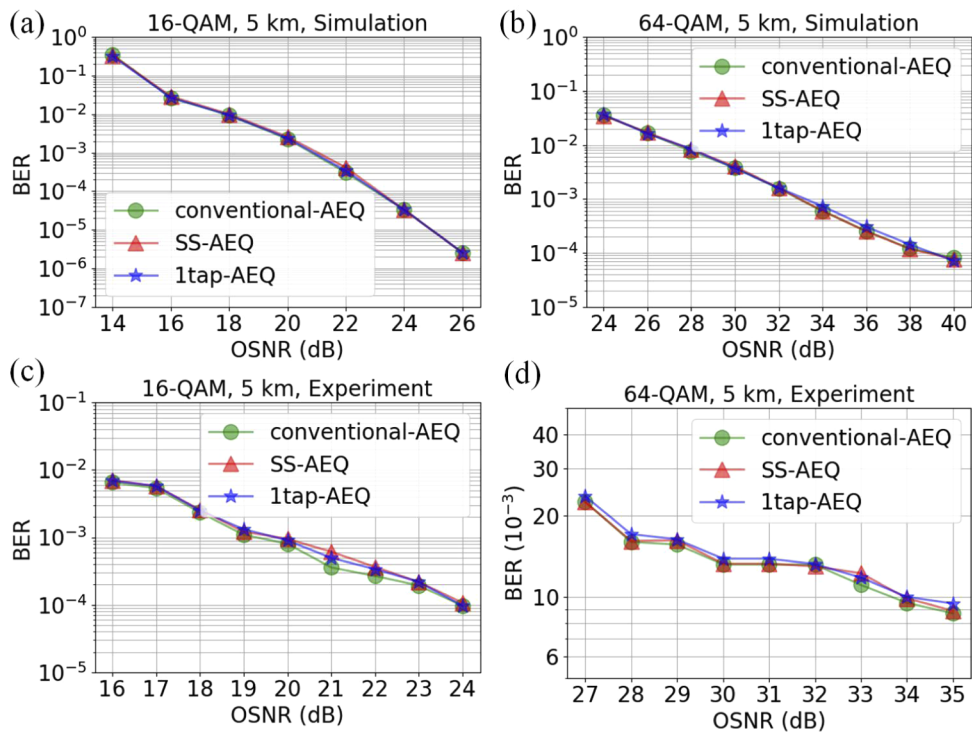 (a)
16-QAM, 5 km, Simulation
10⁰
10⁻¹
10⁻²
10⁻³
10⁻⁴
10⁻⁵
10⁻⁶
10⁻⁷
BER
conventional-AEQ
SS-AEQ
1tap-AEQ
14 16 18 20 22 24 26
OSNR (dB)
(b)
64-QAM, 5 km, Simulation
10⁰
10⁻¹
10⁻²
10⁻³
10⁻⁴
10⁻⁵
BER
conventional-AEQ
SS-AEQ
1tap-AEQ
24 26 28 30 32 34 36 38 40
OSNR (dB)
(c)
16-QAM, 5 km, Experiment
10⁻¹
10⁻²
10⁻³
10⁻⁴
10⁻⁵
BER
conventional-AEQ
SS-AEQ
1tap-AEQ
16 17 18 19 20 21 22 23 24
OSNR (dB)
(d)
64-QAM, 5 km, Experiment
40
30
20
10
6
BER (10⁻³)
conventional-AEQ
SS-AEQ
1tap-AEQ
27 28 29 30 31 32 33 34 35
OSNR (dB)